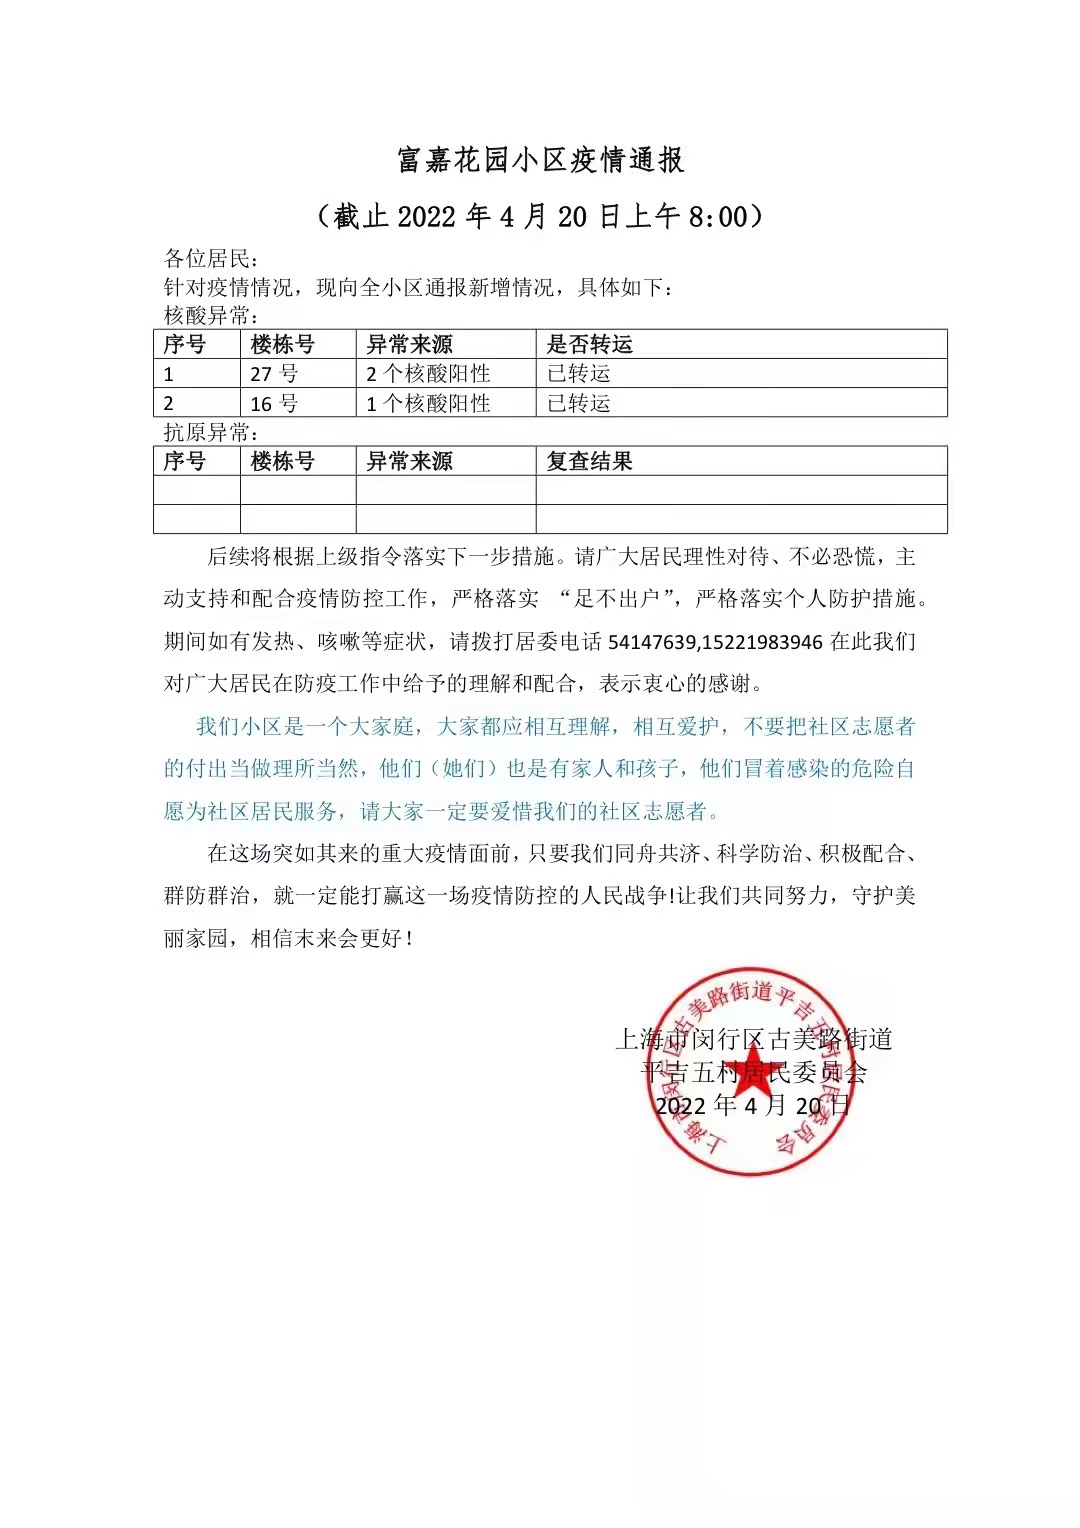 富嘉花园小区疫情通报
（截止 2022 年 4 月 20 日上午 8:00）
各位居民：
针对疫情情况，现向全小区通报新增情况，具体如下：
核酸异常：
序号 楼栋号 异常来源 是否转运
1 27 号 2 个核酸阳性 已转运
2 16 号 1 个核酸阳性 已转运
抗原异常：
序号 楼栋号 异常来源 复查结果
后续将根据上级指令落实下一步措施。请广大居民理性对待、不必恐慌，主
动支持和配合疫情防控工作，严格落实 “足不出户”，严格落实个人防护措施。
期间如有发热、咳嗽等症状，请拨打居委电话 54147639,15221983946 在此我们
对广大居民在防疫工作中给予的理解和配合，表示衷心的感谢。
我们小区是一个大家庭，大家都应相互理解，相互爱护，不要把社区志愿者
的付出当做理所当然，他们（她们）也是有家人和孩子，他们冒着感染的危险自
愿为社区居民服务，请大家一定要爱惜我们的社区志愿者。
在这场突如其来的重大疫情面前，只要我们同舟共济、科学防治、积极配合、
群防群治，就一定能打赢这一场疫情防控的人民战争!让我们共同努力，守护美
丽家园，相信末来会更好！
上海市闵行区古美路街道
平吉五村居民委员会
2022 年 4 月 20 日
上海市闵行区古美路街道平吉五村居民委员会